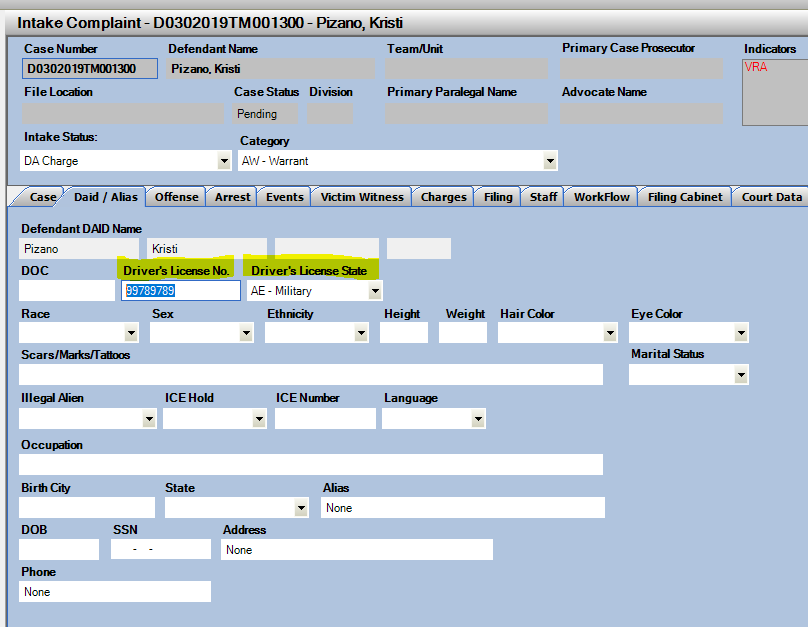 Intake Complaint - D0302019TM001300 - Pizano, Kristi
Case Number Defendant Name Team/Unit Primary Case Prosecutor Indicators
D0302019TM001300 Pizano, Kristi VRA
File Location Case Status Division Primary Paralegal Name Advocate Name
Pending
Intake Status: Category
DA Charge AW - Warrant
Case Daid / Alias Offense Arrest Events Victim Witness Charges Filing Staff WorkFlow Filing Cabinet Court Data
Defendant DAID Name
Pizano Kristi
DOC Driver's License No. Driver's License State
99789789 AE - Military
Race Sex Ethnicity Height Weight Hair Color Eye Color
Scars/Marks/Tattoos Marital Status
Illegal Alien ICE Hold ICE Number Language
Occupation
Birth City State Alias
None
DOB SSN Address
- - None
Phone
None